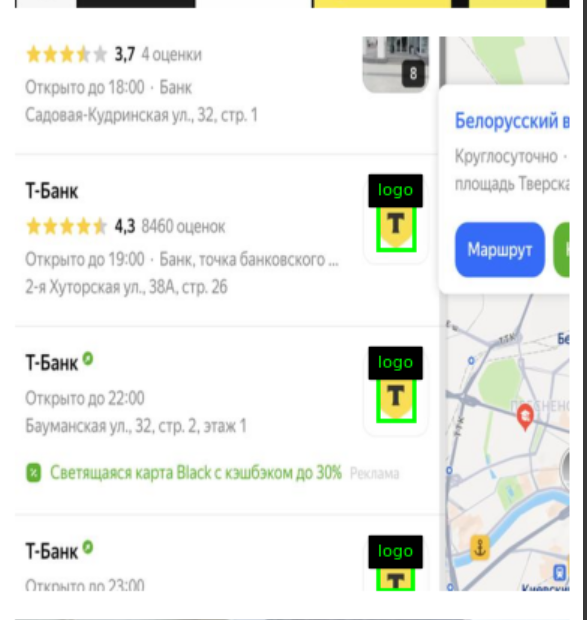 3,7 4 оценки
8
Открыто до 18:00 · Банк
Садовая-Кудринская ул., 32, стр. 1
Белорусский в
Круглосуточно ·
площадь Тверска
Маршрут
Т-Банк
logo
Т
4,3 8460 оценок
Открыто до 19:00 · Банк, точка банковского ...
2-я Хуторская ул., 38А, стр. 26
Т-Банк
logo
Т
Открыто до 22:00
Бауманская ул., 32, стр. 2, этаж 1
Светящаяся карта Black с кэшбэком до 30% Реклама
Т-Банк
logo
Т
Открыто до 23:00
ТТК
Бе